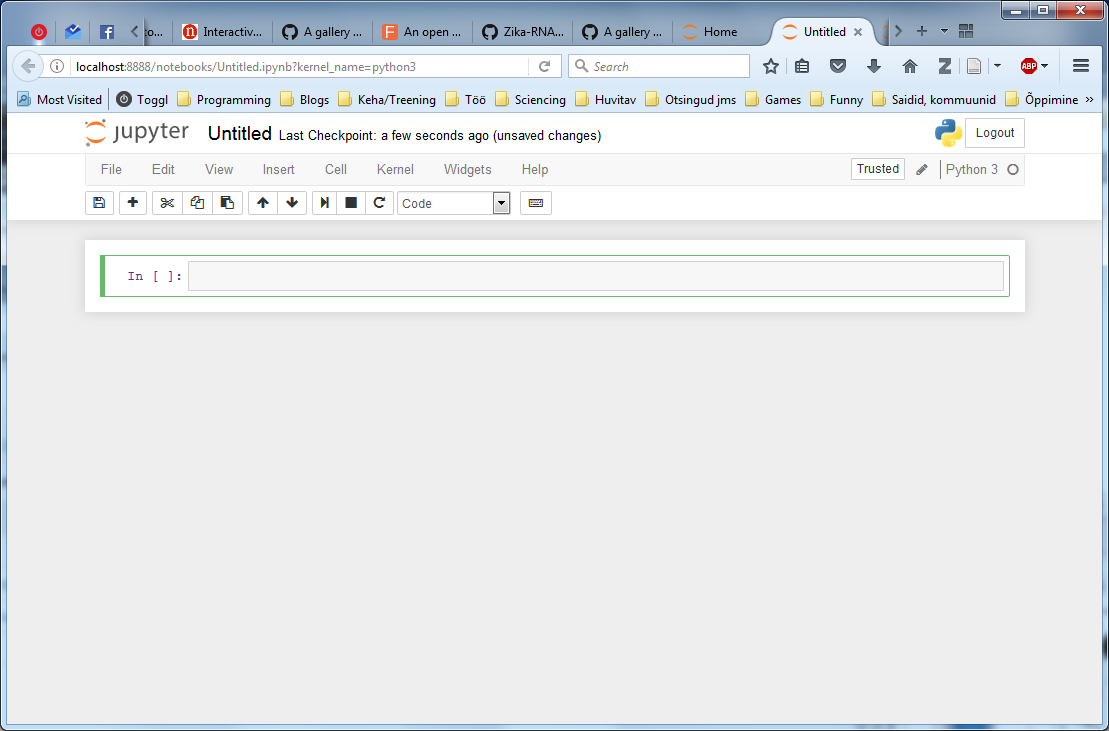 to... Interactiv... A gallery ... An open ... Zika-RNA... A gallery ... Home Untitled
localhost:8888/notebooks/Untitled.ipynb?kernel_name=python3 Search Z ABP
Most Visited Toggl Programming Blogs Keha/Treening Töö Sciencing Huvitav Otsingud jms Games Funny Saidid, kommuunid Õppimine »
jupyter Untitled Last Checkpoint: a few seconds ago (unsaved changes) Logout
File Edit View Insert Cell Kernel Widgets Help Trusted Python 3
Code
In [ ]: